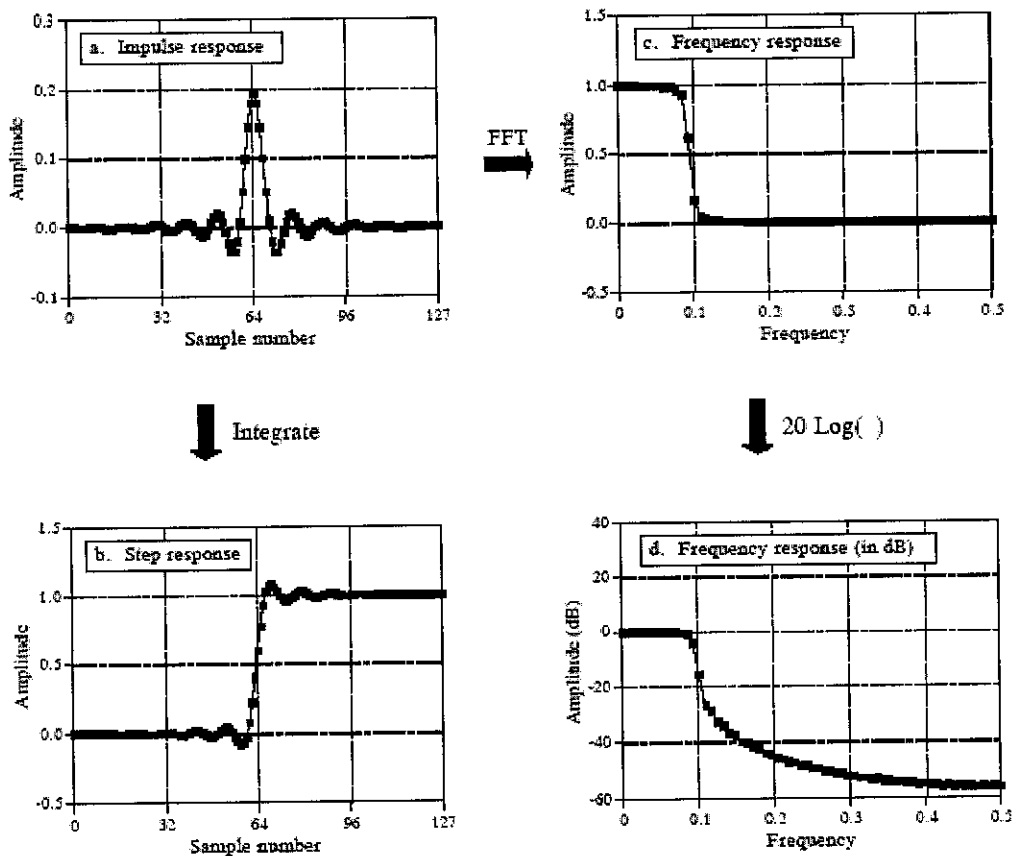 a. Impulse response
0.3
0.2
0.1
0.0
-0.1
Amplitude
0
32
64
96
127
Sample number
FFT
c. Frequency response
1.5
1.0
0.5
0.0
-0.5
Amplitude
0
0.1
0.2
0.3
0.4
0.5
Frequency
Integrate
20 Log( )
b. Step response
1.5
1.0
0.5
0.0
-0.5
Amplitude
0
32
64
96
127
Sample number
d. Frequency response (in dB)
40
20
0
-20
-40
-60
Amplitude (dB)
0
0.1
0.2
0.3
0.4
0.5
Frequency